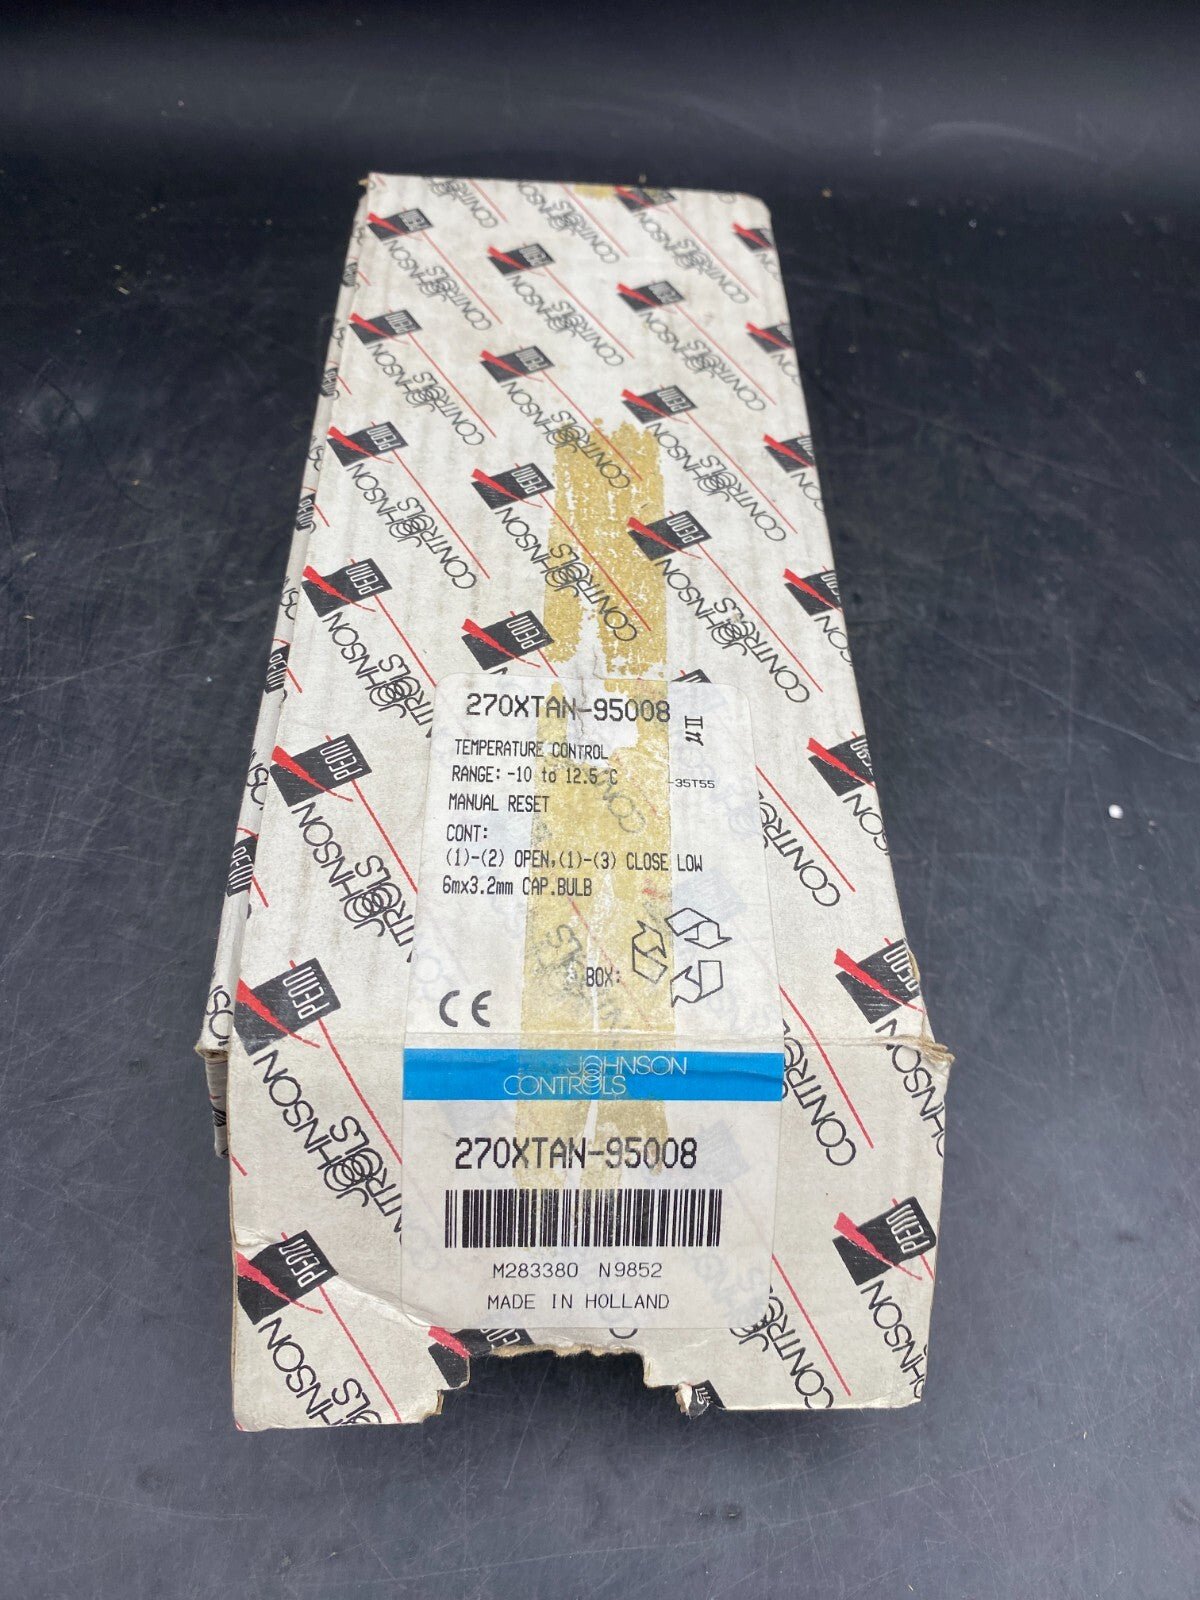 270XTAN-95008
TEMPERATURE CONTROL
RANGE: -10 to 12.5°C
-35T55
MANUAL RESET
CONT:
(1)-(2) OPEN,(1)-(3) CLOSE LOW
6mx3.2mm CAP.BULB
BOX:
CE
JOHNSON
CONTROLS
270XTAN-95008
M283380 N9852
MADE IN HOLLAND
PENN
JOHNSON
CONTROLS